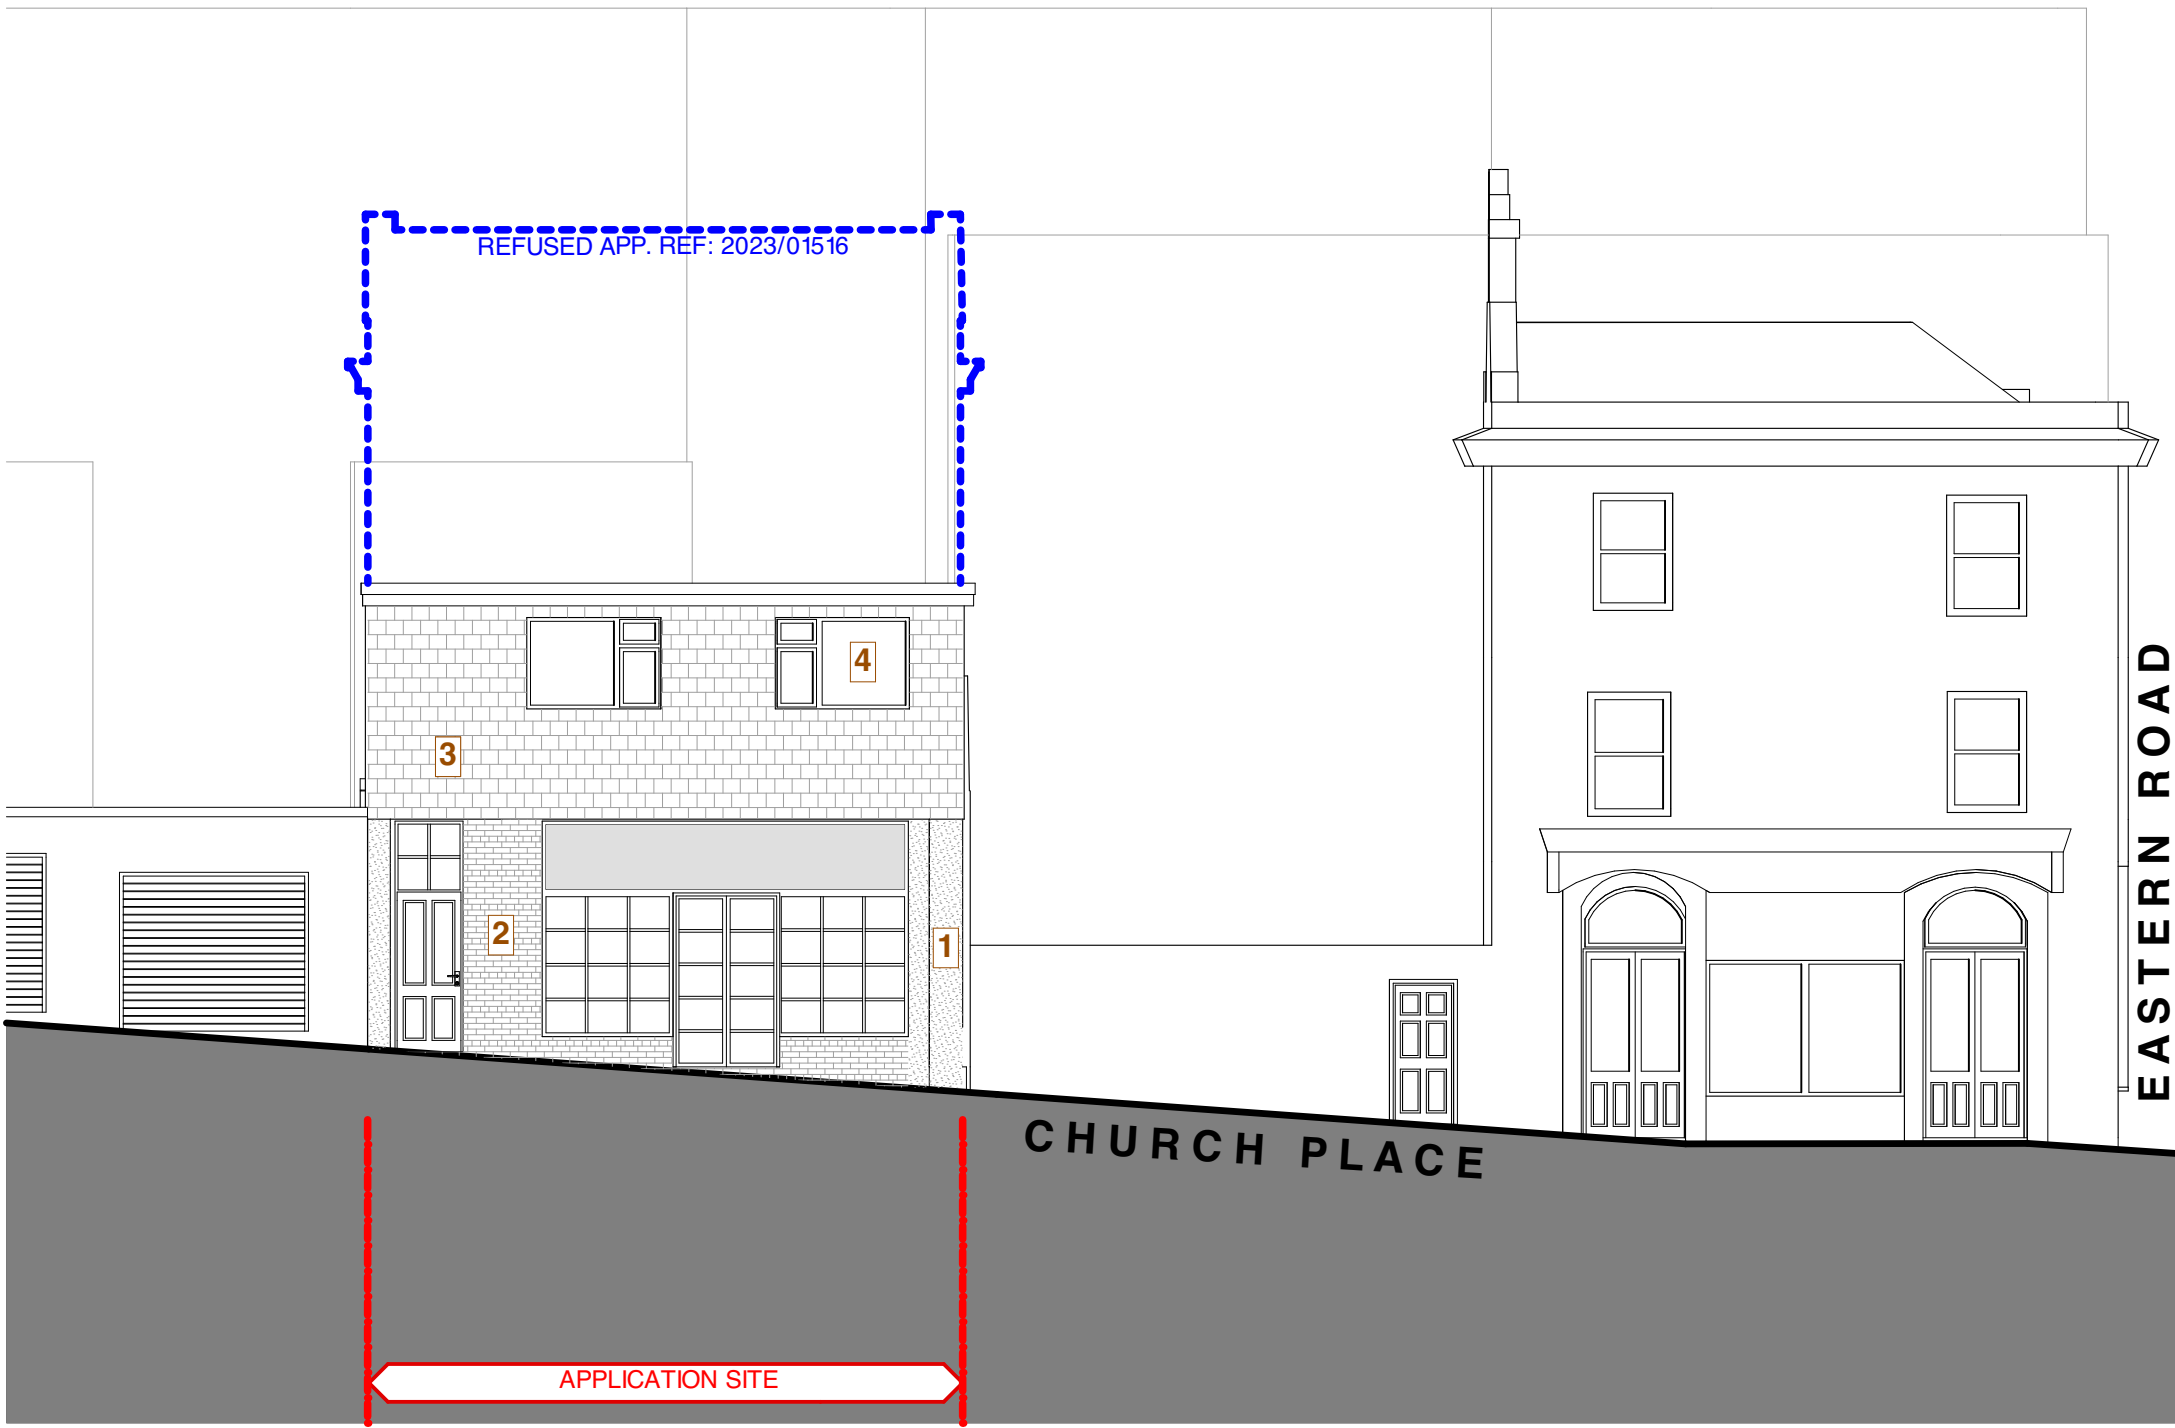 REFUSED APP. REF: 2023/01516
4
3
2
1
EASTERN ROAD
CHURCH PLACE
APPLICATION SITE